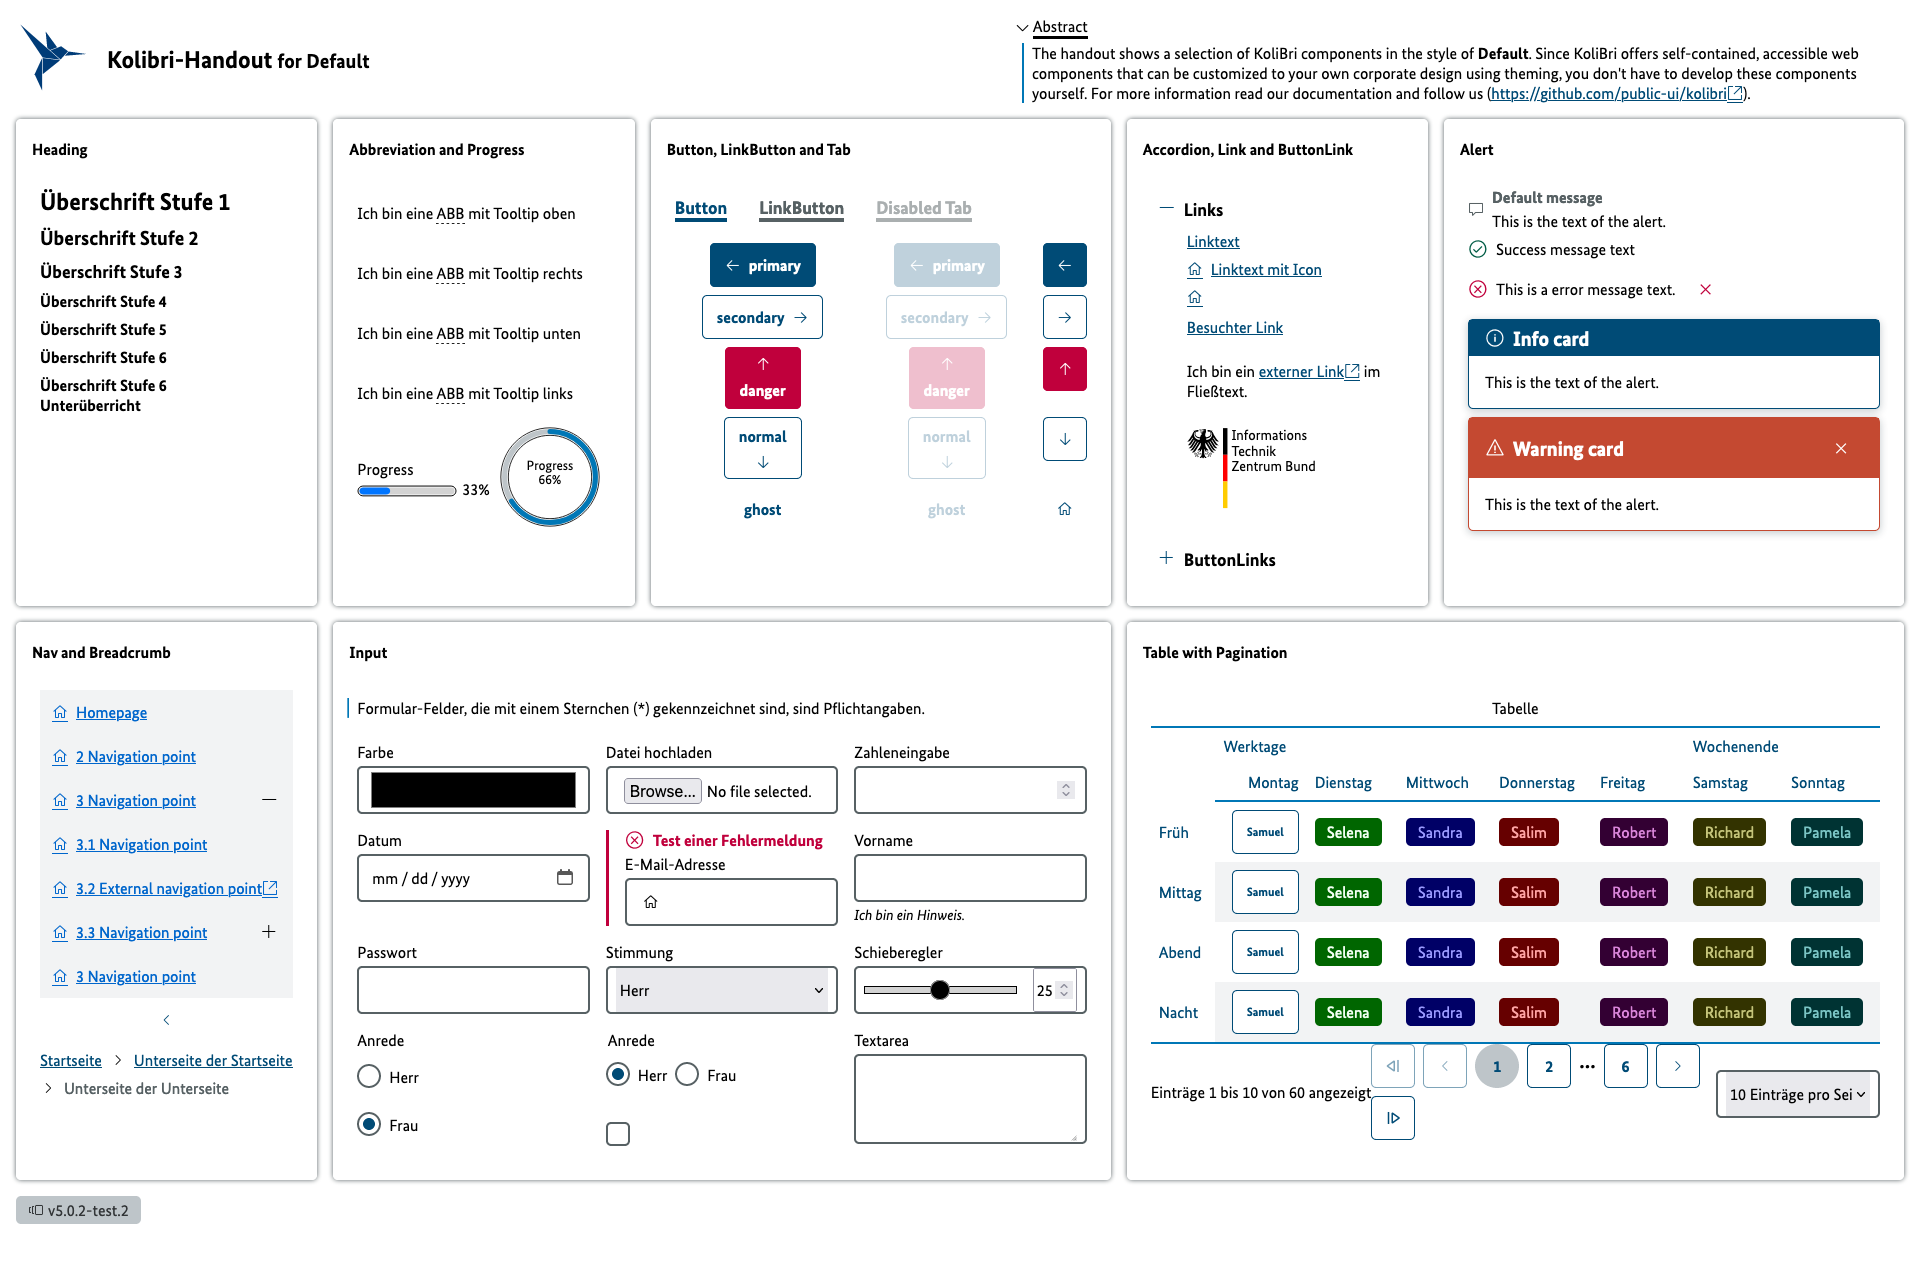 Kolibri-Handout for Default
Abstract
The handout shows a selection of KoliBri components in the style of Default. Since KoliBri offers self-contained, accessible web
components that can be customized to your own corporate design using theming, you don't have to develop these components
yourself. For more information read our documentation and follow us (https://github.com/public-ui/kolibri).
Heading
Überschrift Stufe 1
Überschrift Stufe 2
Überschrift Stufe 3
Überschrift Stufe 4
Überschrift Stufe 5
Überschrift Stufe 6
Überschrift Stufe 6
Unterüberricht
Abbreviation and Progress
Ich bin eine ABB mit Tooltip oben
Ich bin eine ABB mit Tooltip rechts
Ich bin eine ABB mit Tooltip unten
Ich bin eine ABB mit Tooltip links
Progress
33%
Progress
66%
Button, LinkButton and Tab
Button LinkButton Disabled Tab
primary primary
secondary secondary
danger danger
normal normal
ghost ghost
Accordion, Link and ButtonLink
Links
Linktext
Linktext mit Icon
Besuchter Link
Ich bin ein externer Link im
Fließtext.
Informations
Technik
Zentrum Bund
ButtonLinks
Alert
Default message
This is the text of the alert.
Success message text
This is a error message text.
Info card
This is the text of the alert.
Warning card
This is the text of the alert.
Nav and Breadcrumb
Homepage
2 Navigation point
3 Navigation point
3.1 Navigation point
3.2 External navigation point
3.3 Navigation point
3 Navigation point
Startseite Unterseite der Startseite
Unterseite der Unterseite
Input
Formular-Felder, die mit einem Sternchen (*) gekennzeichnet sind, sind Pflichtangaben.
Farbe
Datei hochladen
Browse... No file selected.
Zahleneingabe
Datum
mm / dd / yyyy
Test einer Fehlermeldung
E-Mail-Adresse
Vorname
Ich bin ein Hinweis.
Passwort
Stimmung
Herr
Schieberegler
25
Anrede
Herr
Frau
Anrede
Herr Frau
Textarea
Table with Pagination
Tabelle
Werktage Wochenende
Montag Dienstag Mittwoch Donnerstag Freitag Samstag Sonntag
Früh Samuel Selena Sandra Salim Robert Richard Pamela
Mittag Samuel Selena Sandra Salim Robert Richard Pamela
Abend Samuel Selena Sandra Salim Robert Richard Pamela
Nacht Samuel Selena Sandra Salim Robert Richard Pamela
Einträge 1 bis 10 von 60 angezeigt
1 2 ••• 6
10 Einträge pro Sei
v5.0.2-test.2